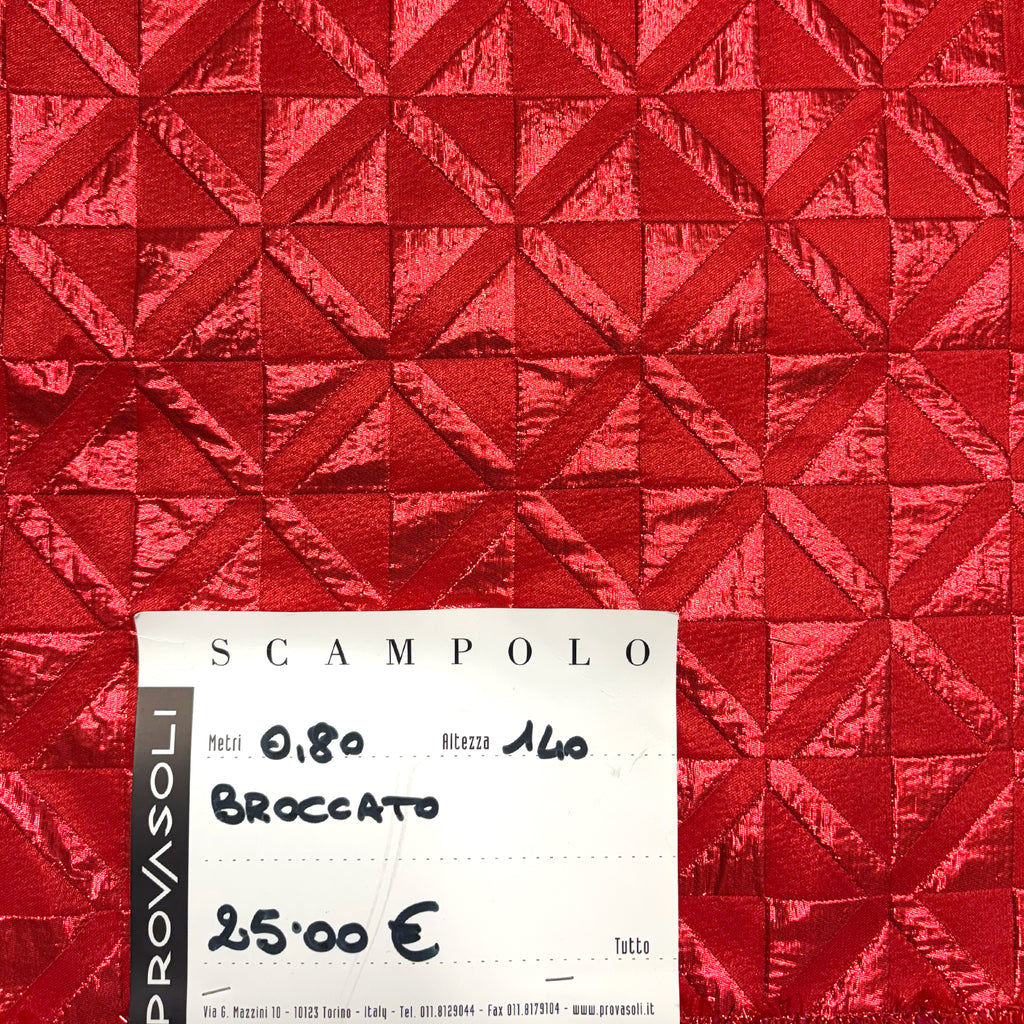 SCAMPOLO
PROVASOLI
Metri 0,80 Altezza 140
BROCCATO
25.00 €
Tutto
Via G. Mazzini 10 - 10123 Torino - Italy - Tel. 011.8129044 - Fax 011.8179104 - www.provasoli.it